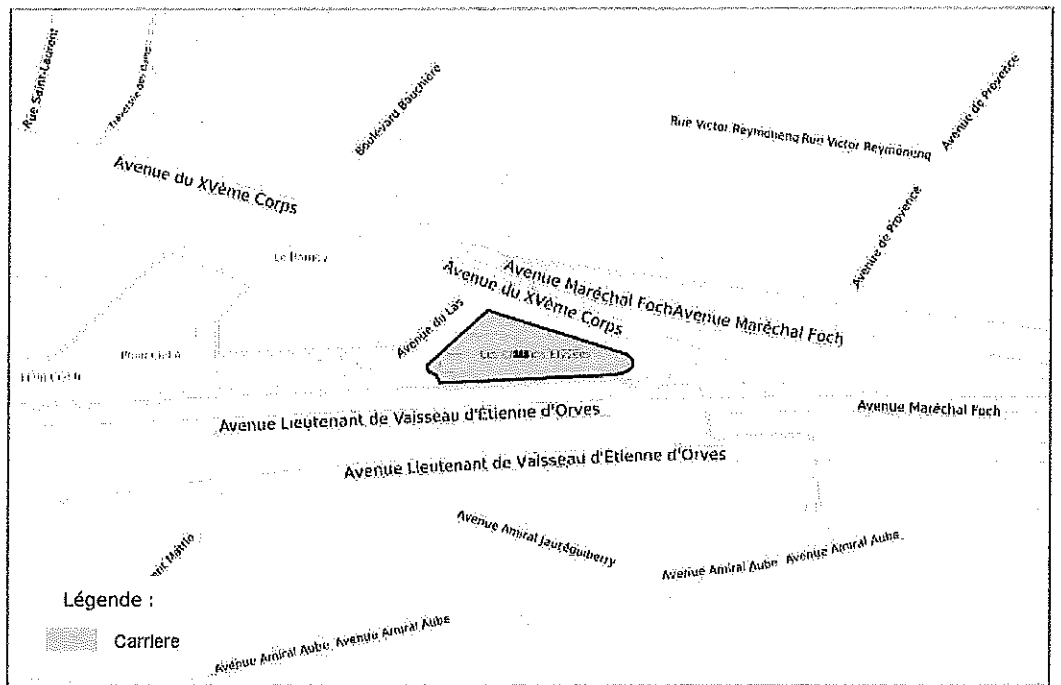 Rue Saint-Laurent
Boulevard Bauchière
Avenue de Provence
Rue Victor Reymonenq Rue Victor Reymonenq
Avenue du XVème Corps
Avenue de Provence
Avenue Maréchal FochAvenue Maréchal Foch
Avenue du XVème Corps
Avenue du Las
Avenue Lieutenant de Vaisseau d'Étienne d'Orves
Avenue Maréchal Foch
Avenue Lieutenant de Vaisseau d'Étienne d'Orves
Avenue Amiral Jauréguiberry
Avenue Amiral Aube Avenue Amiral Aube
Légende :
Carriere
Avenue Amiral Aube Avenue Amiral Aube